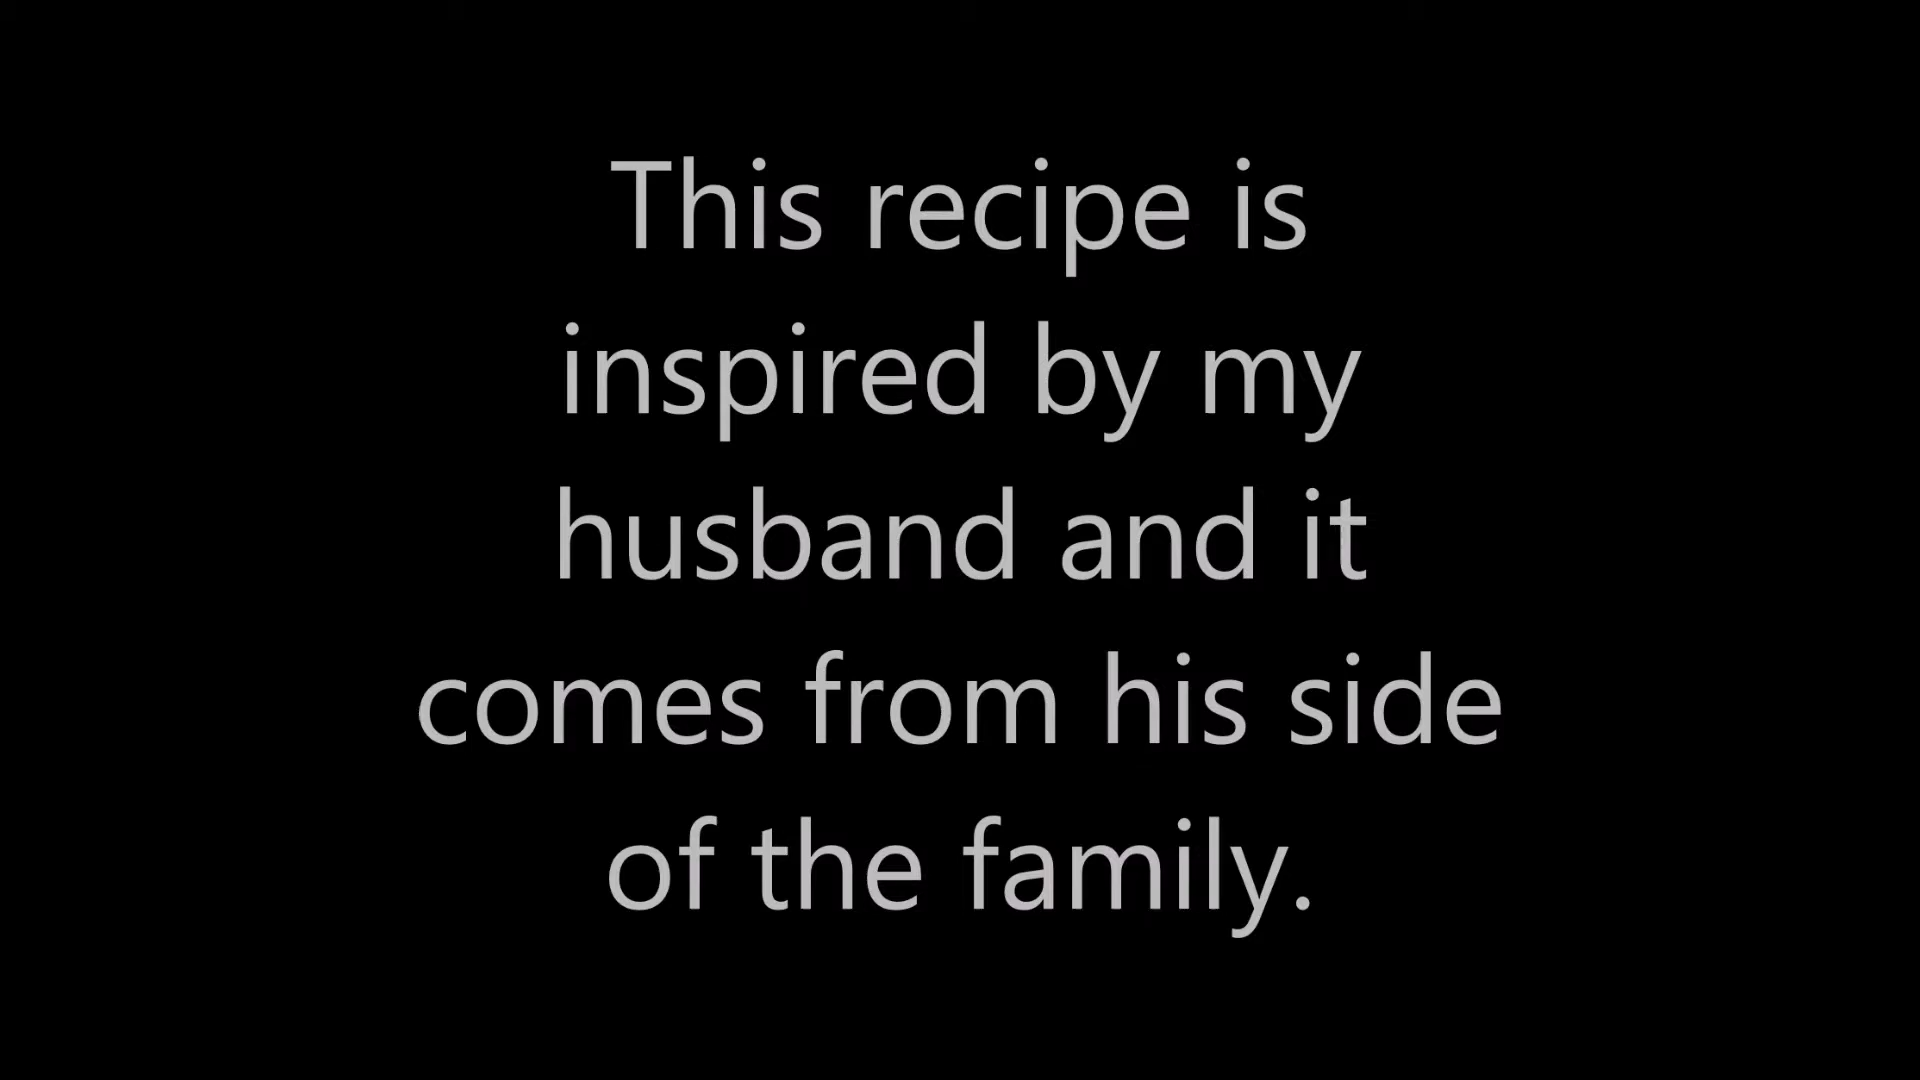 This recipe is
inspired by my
husband and it
comes from his side
of the family.